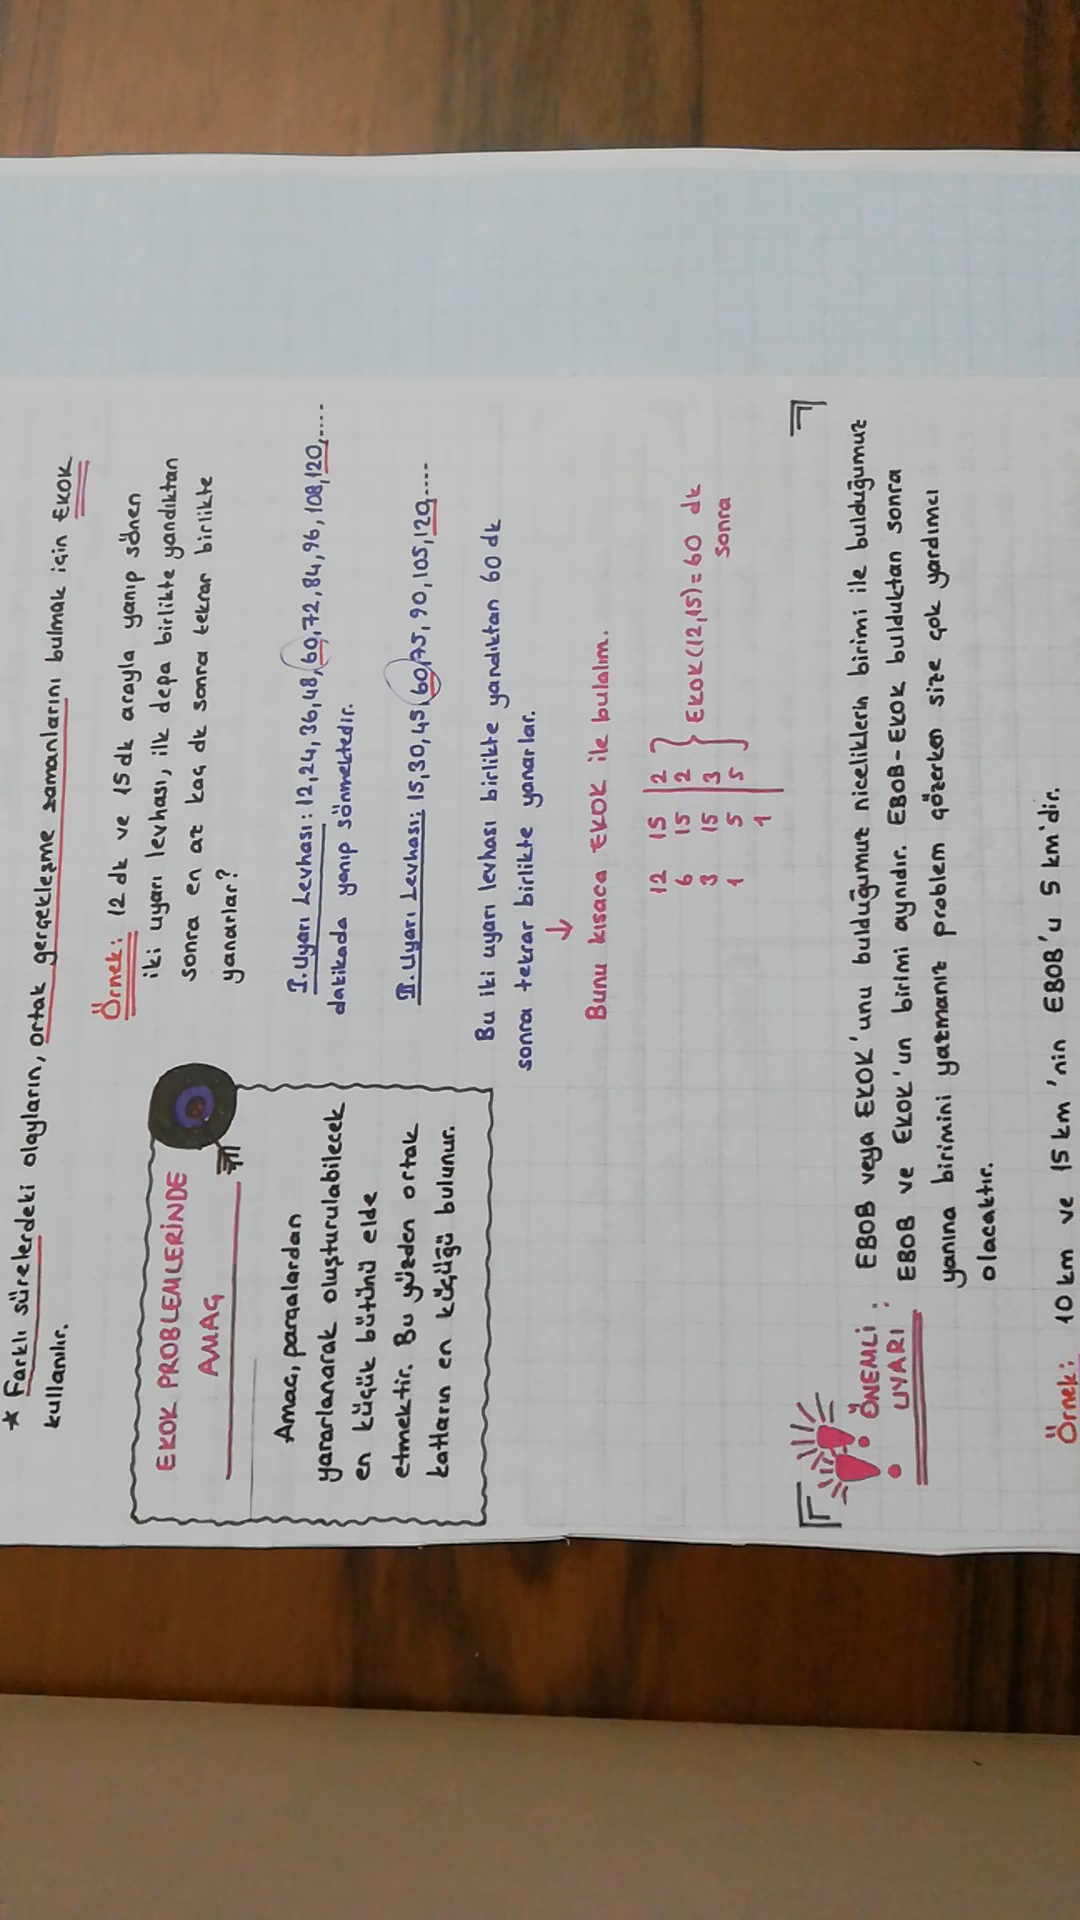 * Farklı sürelerdeki olayların, ortak gerçekleşme zamanlarını bulmak için EKOK
kullanılır.
Örnek: 12 dk ve 15 dk arayla yanıp sönen
iki uyarı levhası, ilk depa birlikte yandıktan
sonra en az kaç dk sonra tekrar birlikte
yanarlar?
EKOK PROBLEMLERİNDE
AMAÇ
Amaç, parçalardan
yararlanarak oluşturulabilecek
en küçük bütünü elde
etmektir. Bu yüzden ortak
katların en küçüğü bulunur.
I. Uyarı Levhası: 12, 24, 36, 48, 60, 72, 84, 96, 108, 120, ....
dakikada yanıp sönmektedir.
II. Uyarı Levhası: 15, 30, 45, 60, 75, 90, 105, 120, ....
Bu iki uyarı levhası birlikte yandıktan 60 dk
sonra tekrar birlikte yanarlar.
↓
Bunu kısaca EKOK ile bulalım.
12 15 | 2
6 15 | 2 } EKOK(12,15)=60 dk
3 15 | 3 sonra
1 5 | 5
1
ÖNEMLİ : EBOB veya EKOK'unu bulduğumuz niceliklerin birimi ile bulduğumuz
UYARI EBOB ve EKOK'un birimi aynıdır. EBOB-EKOK bulduktan sonra
yanına birimini yazmanız problem çözerken size çok yardımcı
olacaktır.
Örnek: 10 km ve 15 km'nin EBOB'u 5 km'dir.